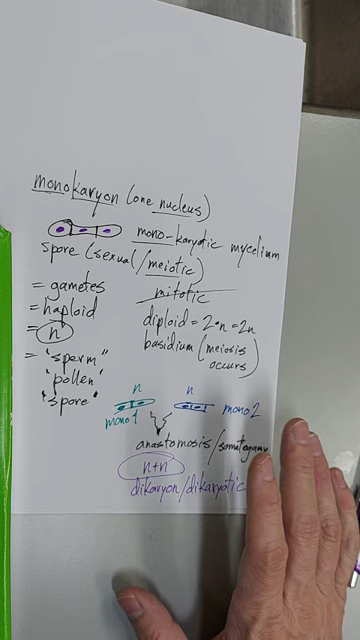 monokaryon (one nucleus)
mono-karyotic mycelium
spore (sexual/meiotic)
= gametes
mitotic
= haploid
diploid = 2•n = 2n
= n
basidium (meiosis occurs)
= "sperm"
"pollen"
"spore"
n
n
mono 1
mono 2
anastomosis/somatogamy
n+n
dikaryon/dikaryotic